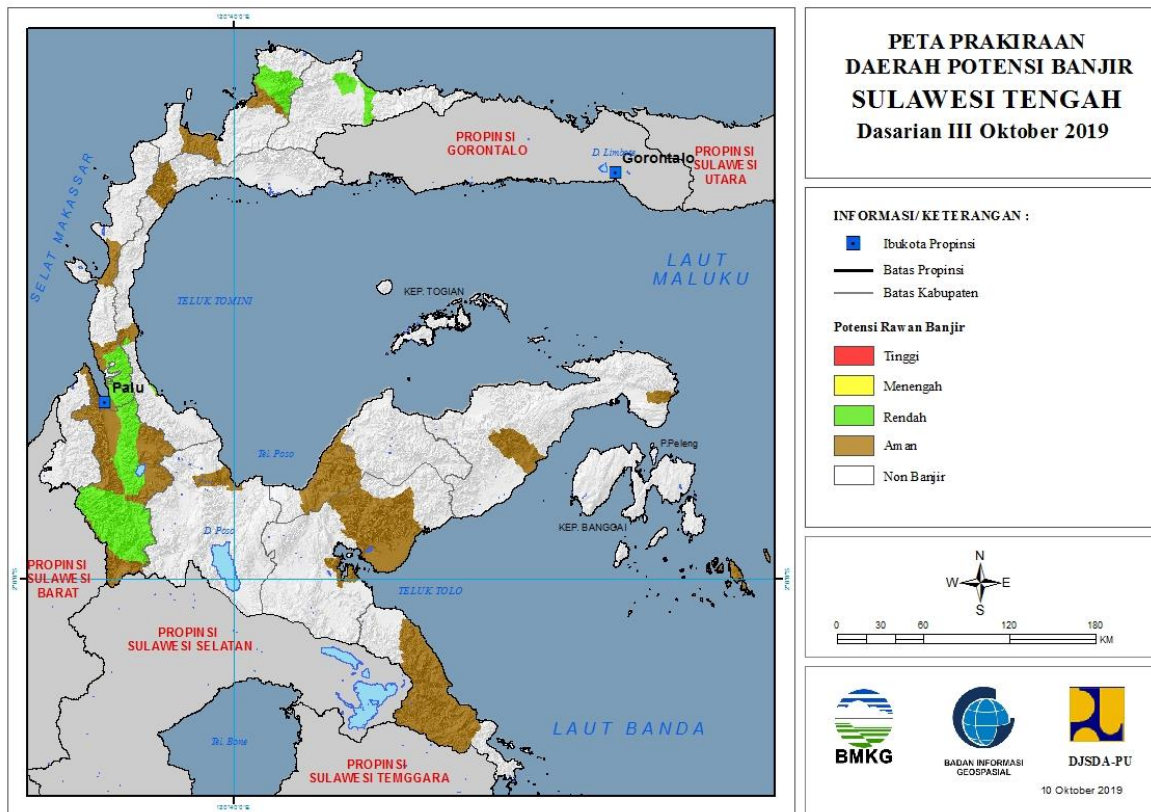 120°4'0"E
SELAT MAKASSAR
PROPINSI
GORONTALO
D. Limboto
Gorontalo
PROPINSI
SULAWESI
UTARA
LAUT
MALUKU
TELUK TOMINI
KEP. TOGIAN
Palu
Tel. Poso
P.Peleng
KEP. BANGGAI
D. Poso
PROPINSI
SULAWESI
BARAT
TELUK TOLO
PROPINSI
SULAWESI SELATAN
LAUT BANDA
Tel. Bone
PROPINSI
SULAWESI TEMGGARA
PETA PRAKIRAAN
DAERAH POTENSI BANJIR
SULAWESI TENGAH
Dasarian III Oktober 2019
INFORMASI/ KETERANGAN :
Ibukota Propinsi
Batas Propinsi
Batas Kabupaten
Potensi Rawan Banjir
Tinggi
Menengah
Rendah
Aman
Non Banjir
N
W E
S
0 30 60 120 180
KM
BMKG
BADAN INFORMASI
GEOSPASIAL
DJSDA-PU
10 Oktober 2019